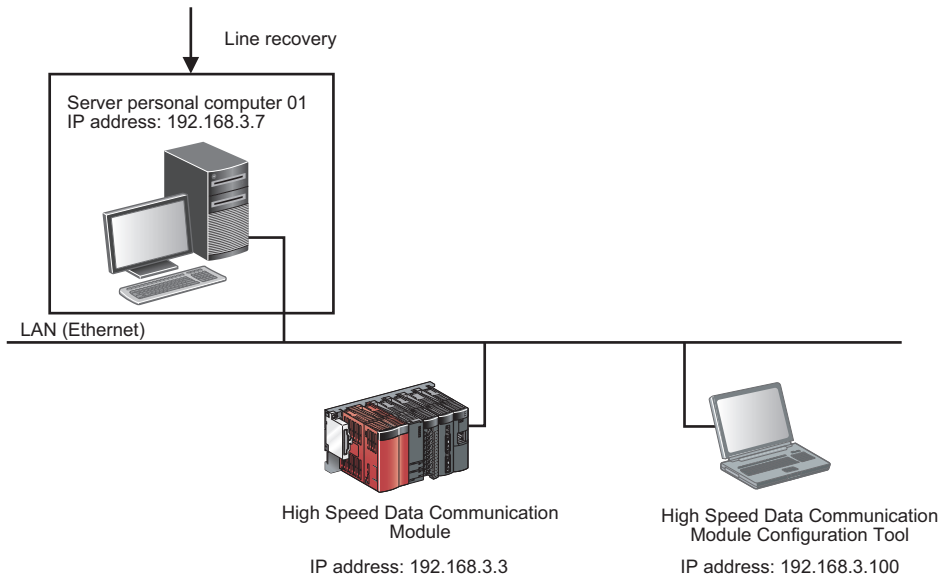 Line recovery
Server personal computer 01
IP address: 192.168.3.7
LAN (Ethernet)
High Speed Data Communication
Module
IP address: 192.168.3.3
High Speed Data Communication
Module Configuration Tool
IP address: 192.168.3.100